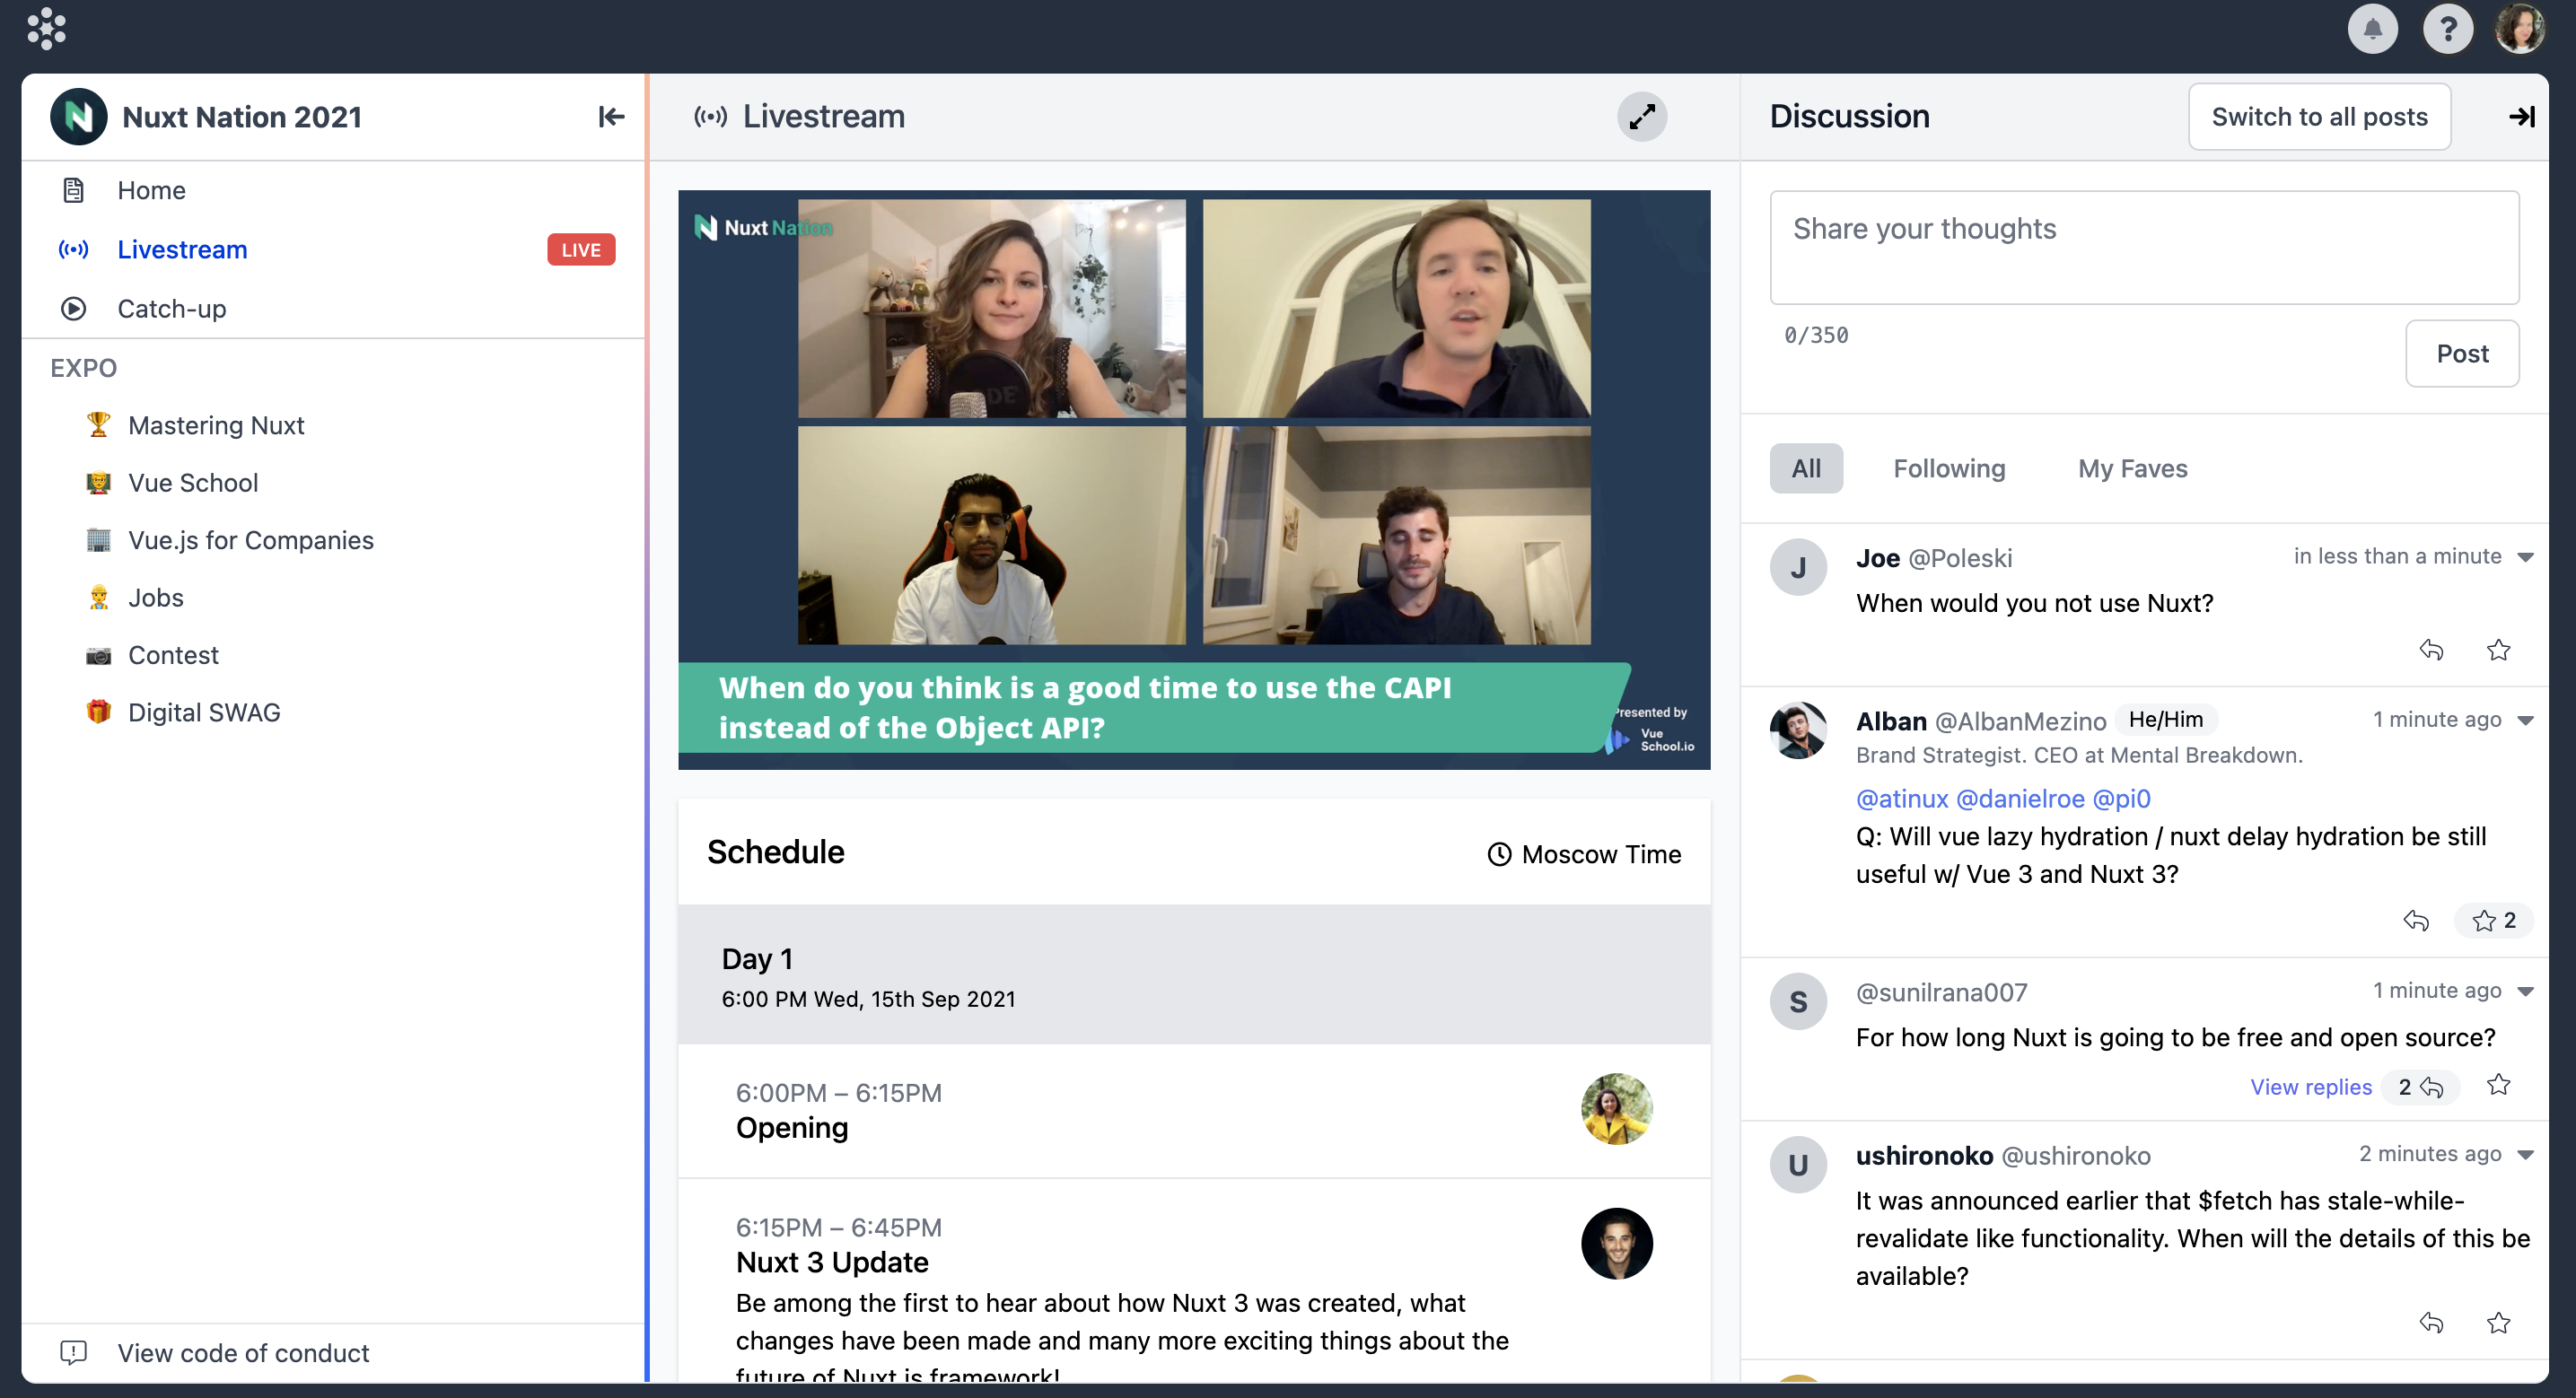 Nuxt Nation 2021
Home
Livestream
LIVE
Catch-up
EXPO
Mastering Nuxt
Vue School
Vue.js for Companies
Jobs
Contest
Digital SWAG
View code of conduct
Livestream
Nuxt Nation
When do you think is a good time to use the CAPI
instead of the Object API?
Presented by
Vue
School.io
Schedule
Moscow Time
Day 1
6:00 PM Wed, 15th Sep 2021
6:00PM – 6:15PM
Opening
6:15PM – 6:45PM
Nuxt 3 Update
Be among the first to hear about how Nuxt 3 was created, what
changes have been made and many more exciting things about the
future of Nuxt js framework!
Discussion
Switch to all posts
Share your thoughts
0/350
Post
All
Following
My Faves
J
Joe @Poleski
in less than a minute
When would you not use Nuxt?
Alban @AlbanMezino He/Him
1 minute ago
Brand Strategist. CEO at Mental Breakdown.
@atinux @danielroe @pi0
Q: Will vue lazy hydration / nuxt delay hydration be still
useful w/ Vue 3 and Nuxt 3?
2
S
@sunilrana007
1 minute ago
For how long Nuxt is going to be free and open source?
View replies
2
U
ushironoko @ushironoko
2 minutes ago
It was announced earlier that $fetch has stale-while-
revalidate like functionality. When will the details of this be
available?